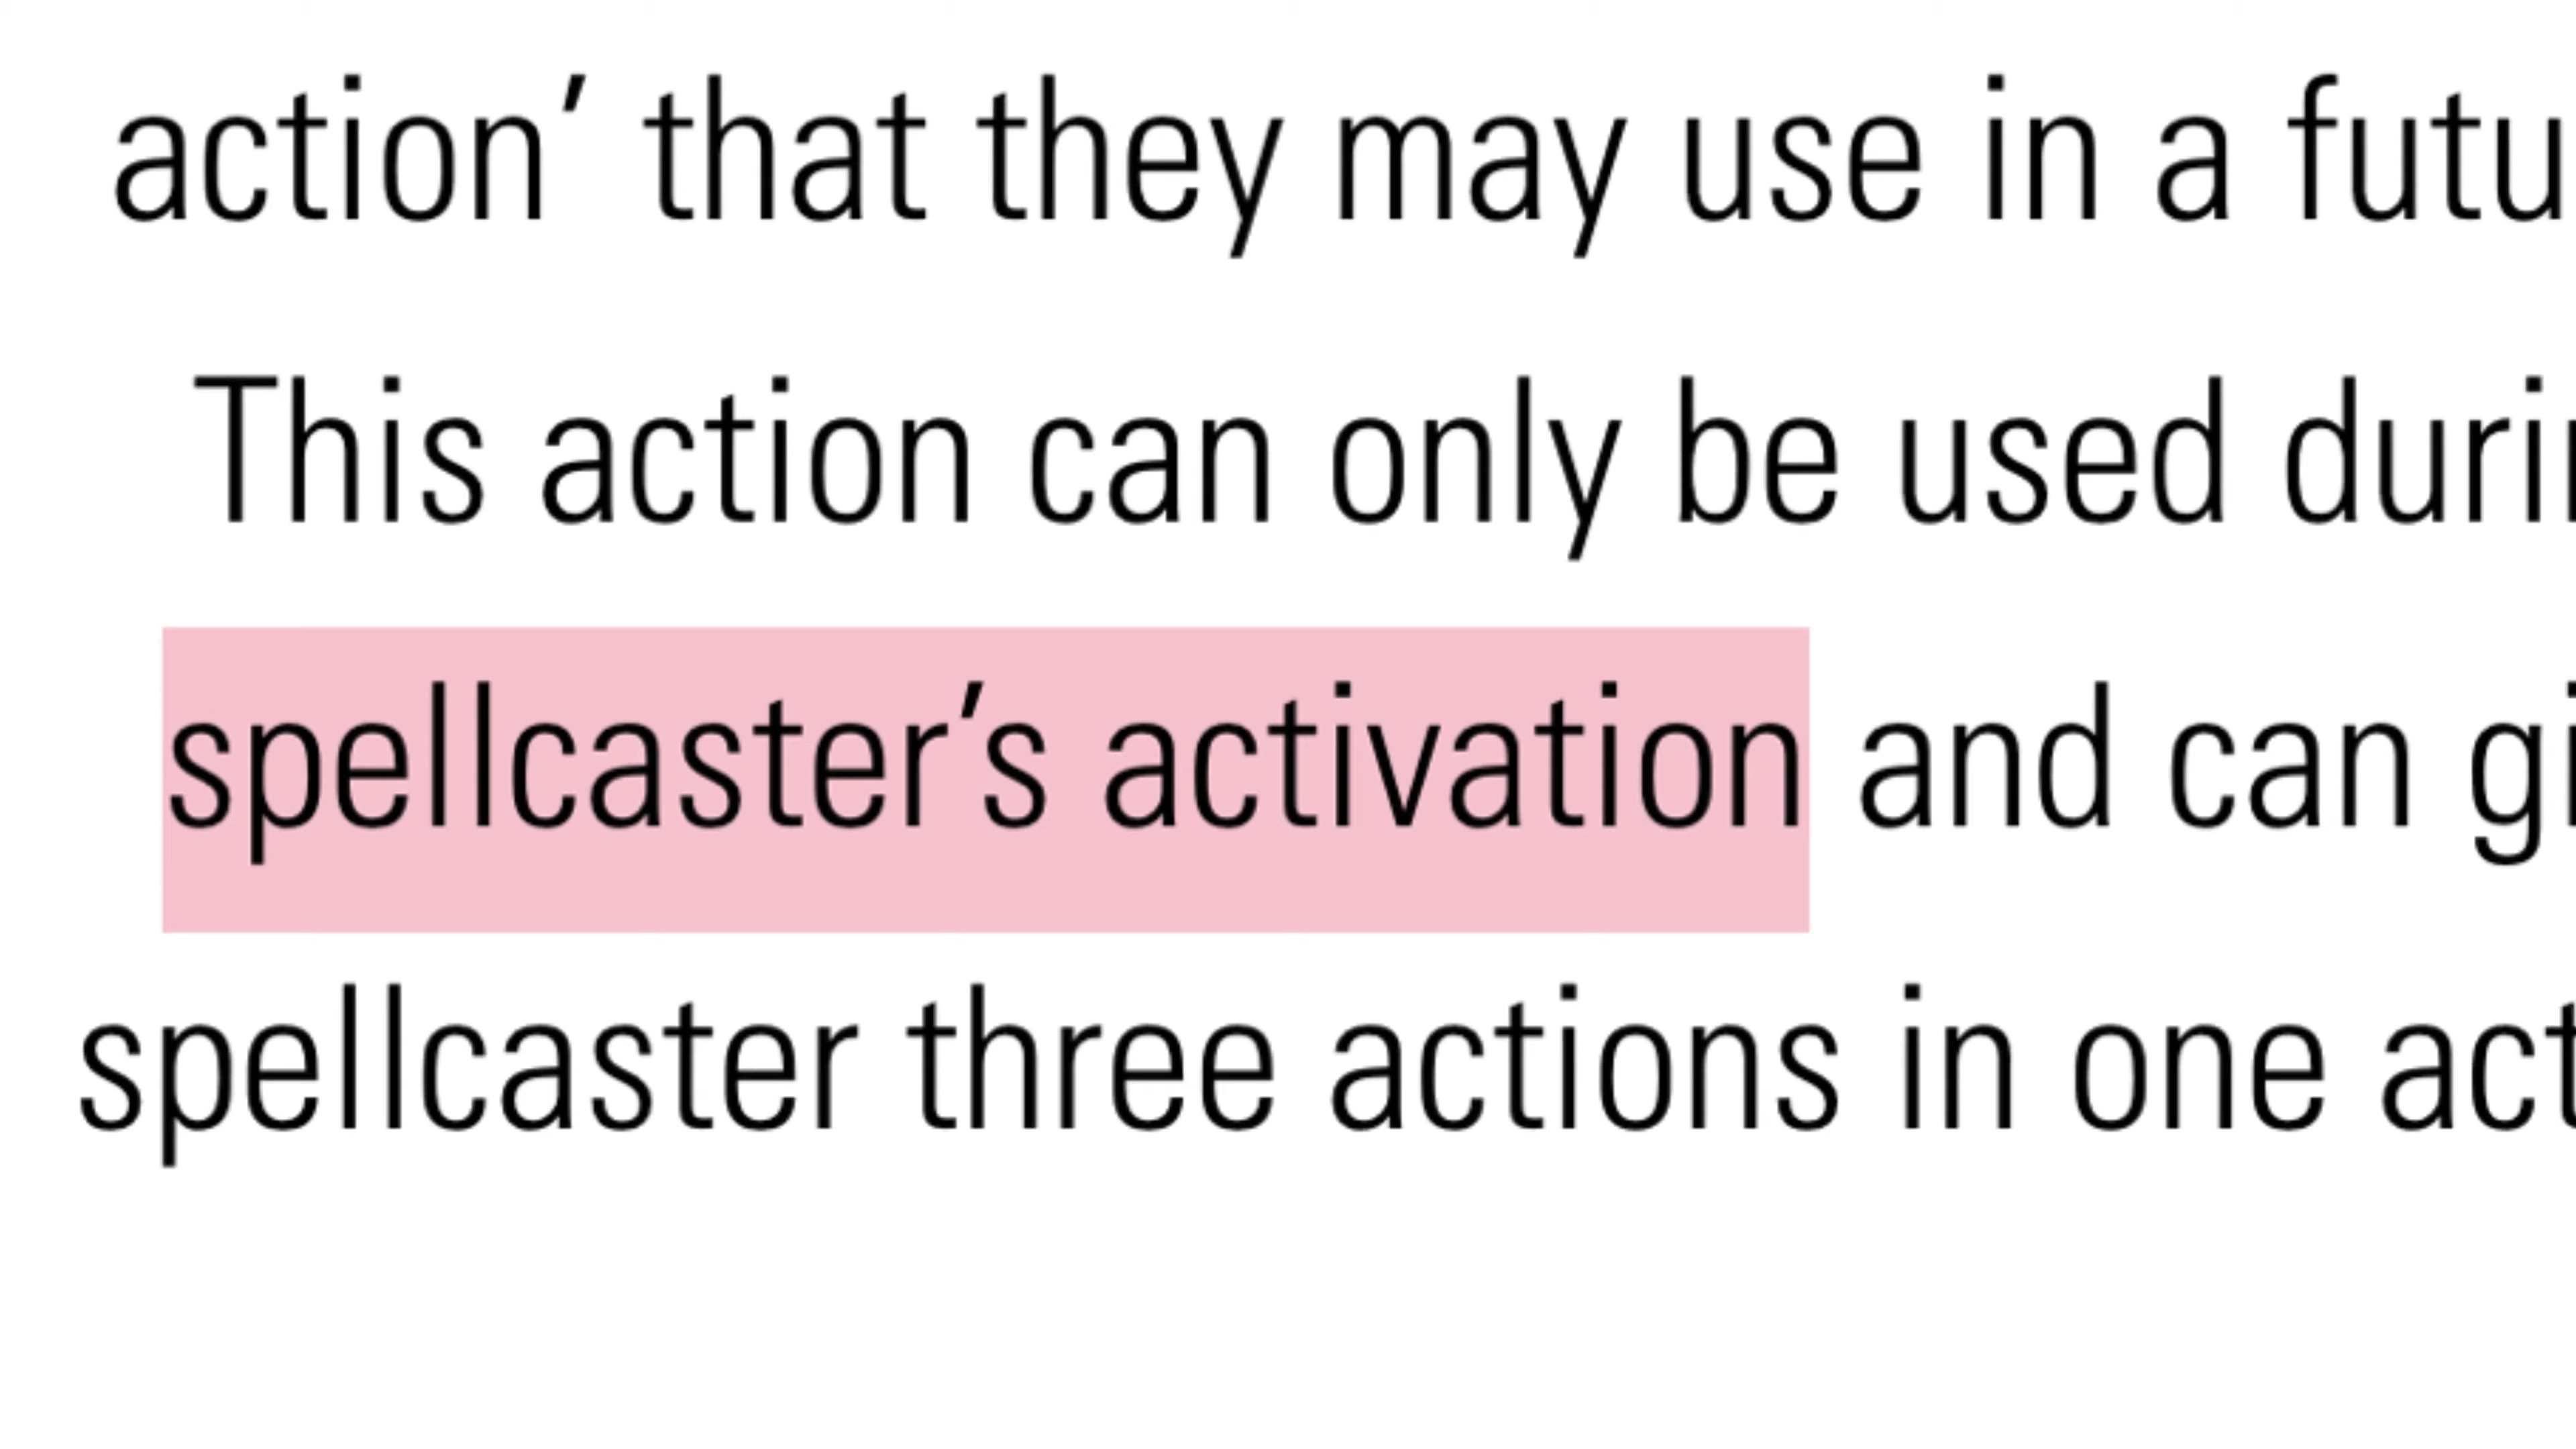 action’ that they may use in a futu
This action can only be used durin
spellcaster’s activation and can gi
spellcaster three actions in one act